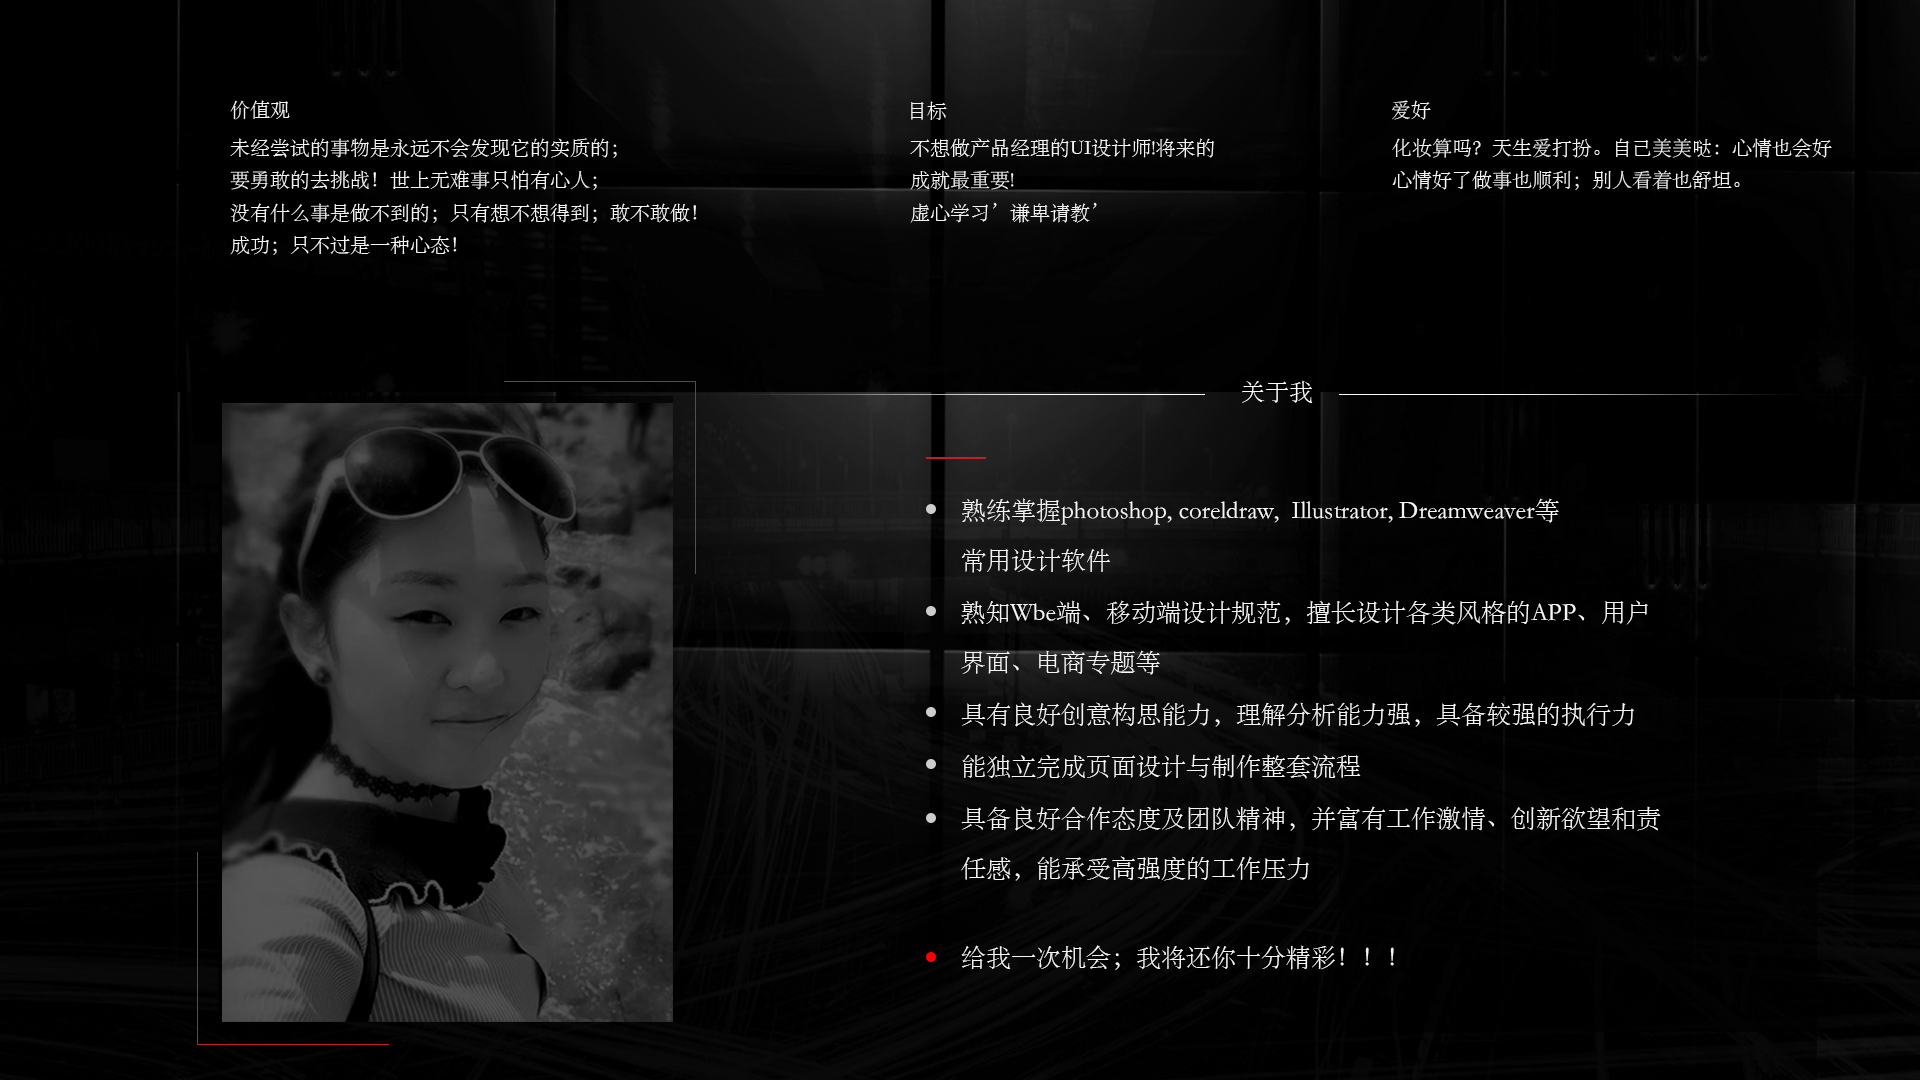 价值观
未经尝试的事物是永远不会发现它的实质的；
要勇敢的去挑战！世上无难事只怕有心人；
没有什么事是做不到的；只有想不想得到；敢不敢做！
成功；只不过是一种心态！
目标
不想做产品经理的UI设计师!将来的
成就最重要!
虚心学习’谦卑请教’
爱好
化妆算吗？天生爱打扮。自己美美哒：心情也会好
心情好了做事也顺利；别人看着也舒坦。
关于我
熟练掌握photoshop, coreldraw, Illustrator, Dreamweaver等
常用设计软件
熟知Wbe端、移动端设计规范，擅长设计各类风格的APP、用户
界面、电商专题等
具有良好创意构思能力，理解分析能力强，具备较强的执行力
能独立完成页面设计与制作整套流程
具备良好合作态度及团队精神，并富有工作激情、创新欲望和责
任感，能承受高强度的工作压力
给我一次机会；我将还你十分精彩！！！